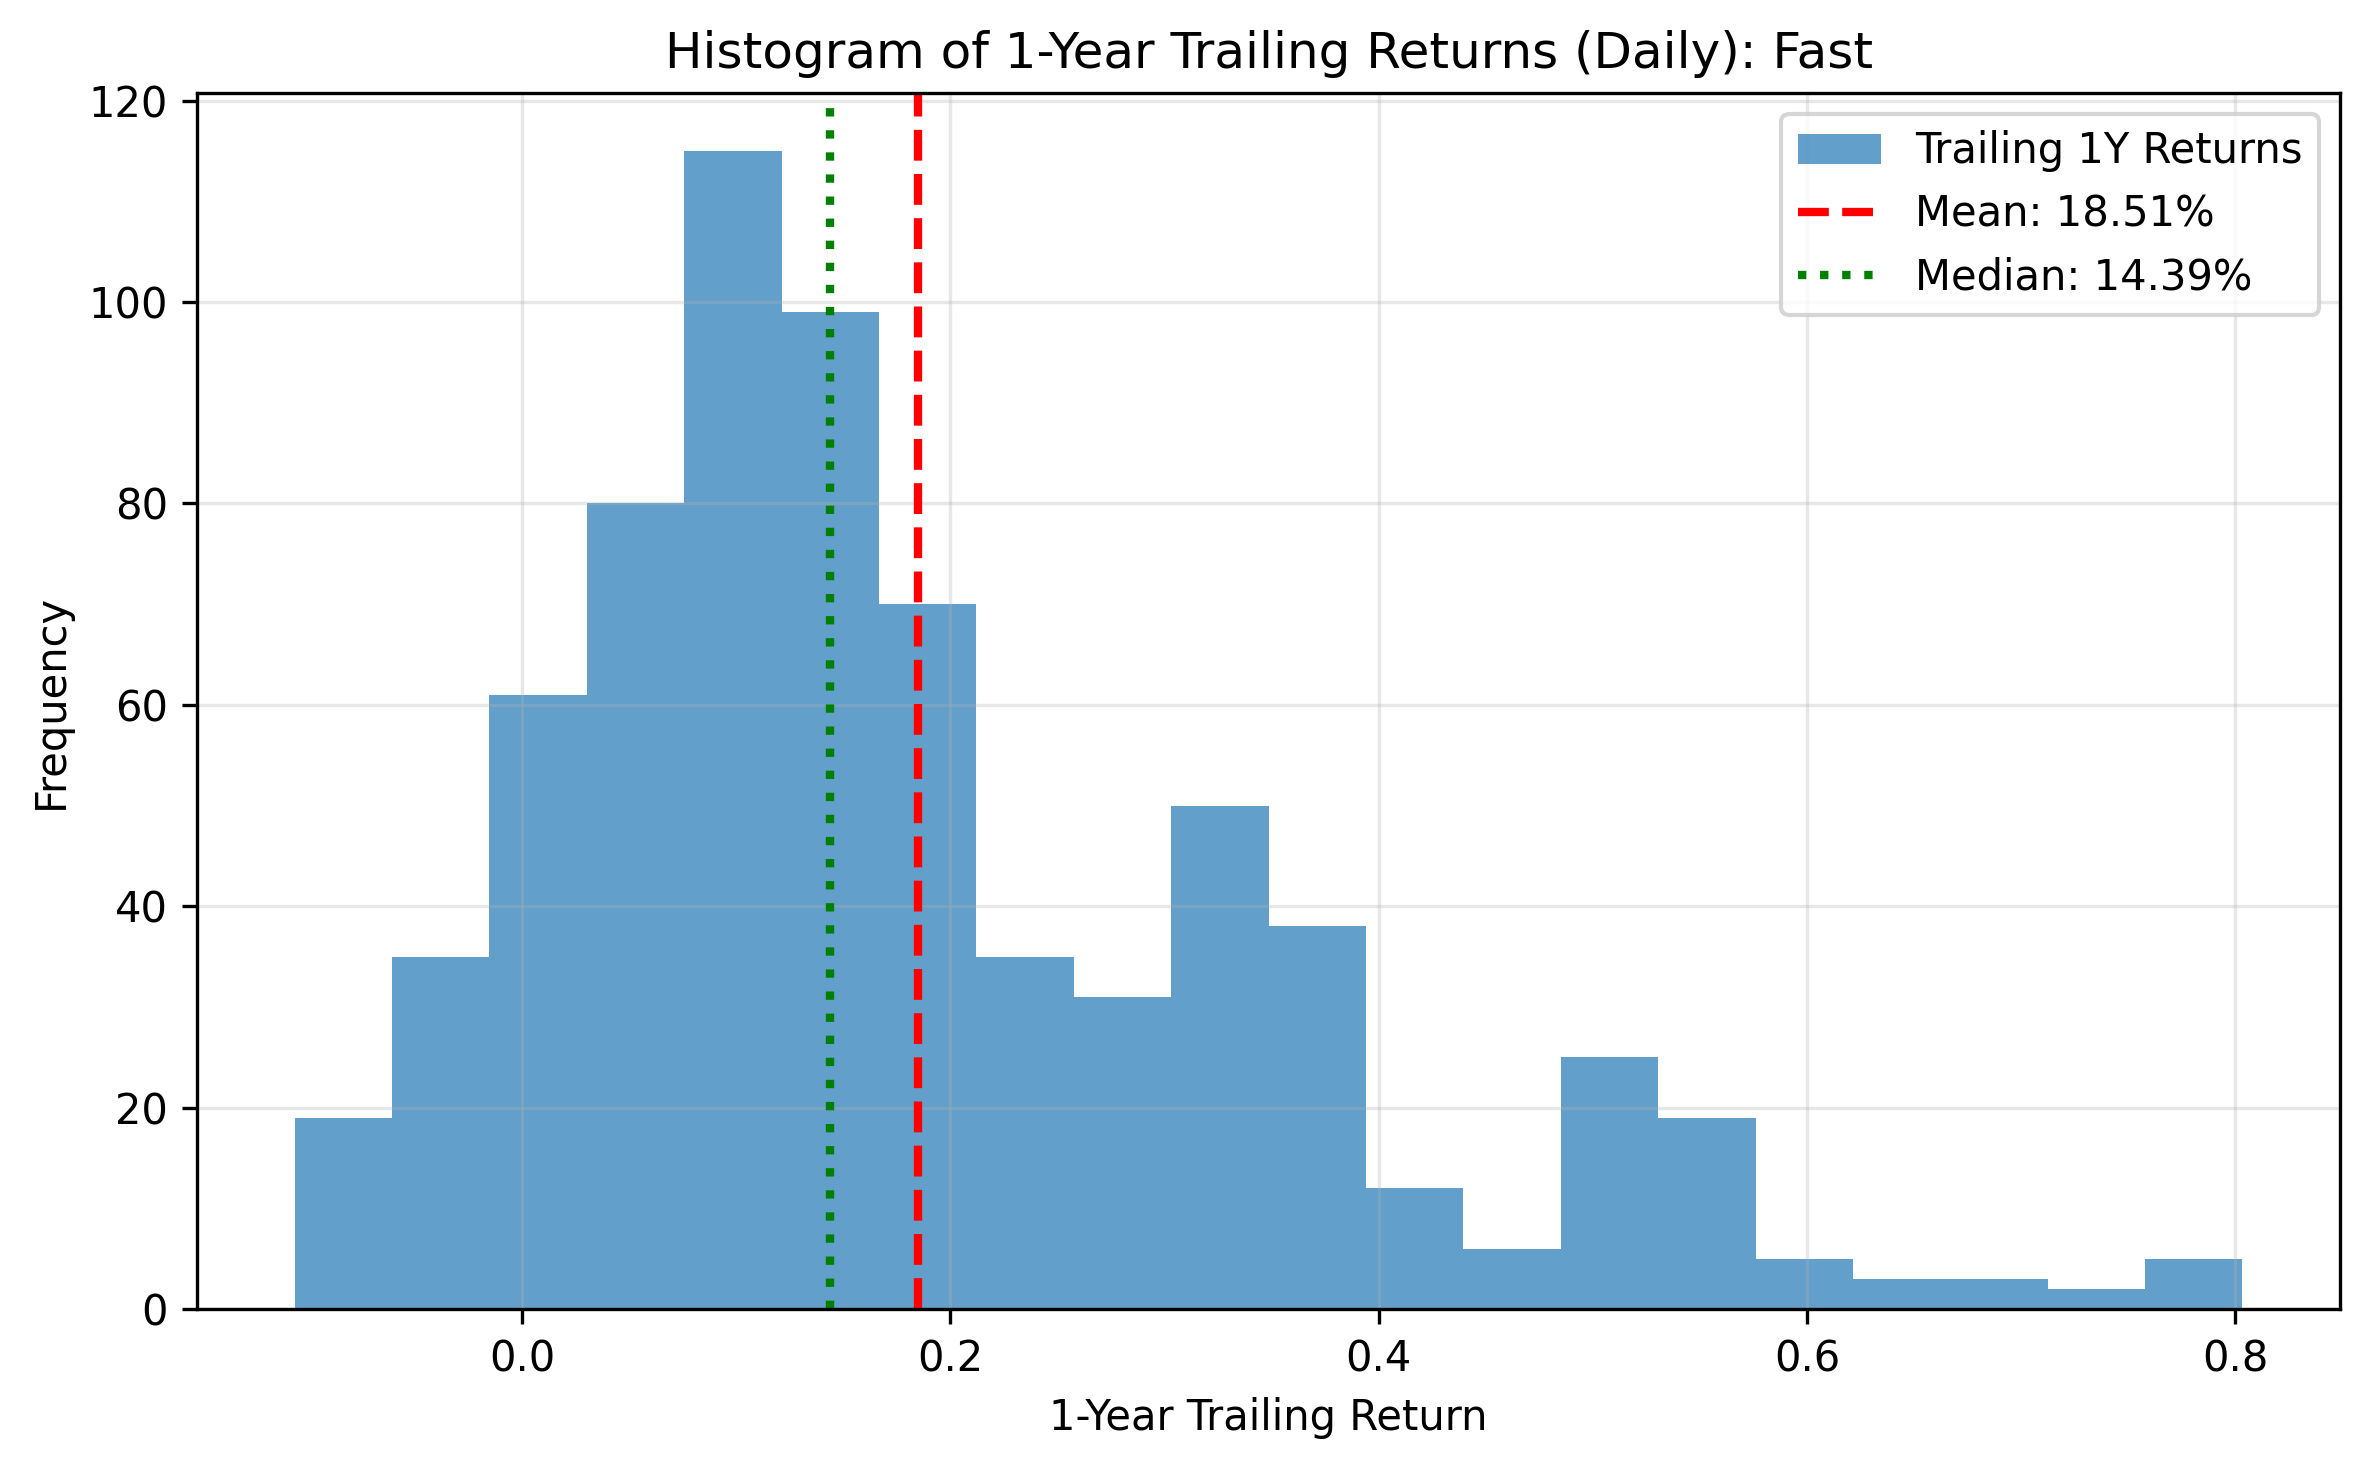 Histogram of 1-Year Trailing Returns (Daily): Fast
120
100
80
60
40
20
0
Frequency
Trailing 1Y Returns
Mean: 18.51%
Median: 14.39%
0.0 0.2 0.4 0.6 0.8
1-Year Trailing Return